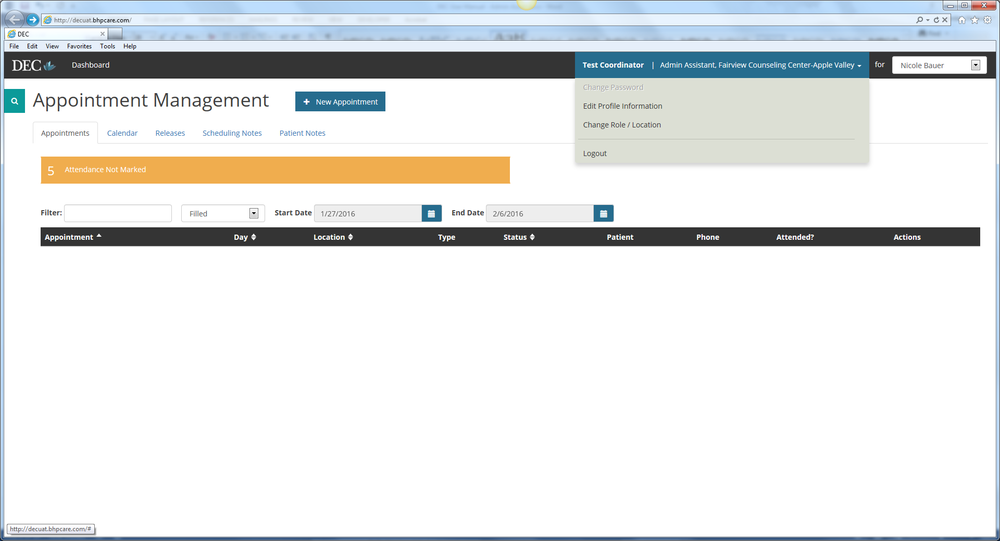 http://decuat.bhpcare.com/
DEC
File Edit View Favorites Tools Help
DEC Dashboard Test Coordinator | Admin Assistant, Fairview Counseling Center-Apple Valley for Nicole Bauer
Change Password
Edit Profile Information
Change Role / Location
Logout
Appointment Management + New Appointment
Appointments Calendar Releases Scheduling Notes Patient Notes
5 Attendance Not Marked
Filter: Filled Start Date 1/27/2016 End Date 2/6/2016
Appointment Day Location Type Status Patient Phone Attended? Actions
http://decuat.bhpcare.com/#